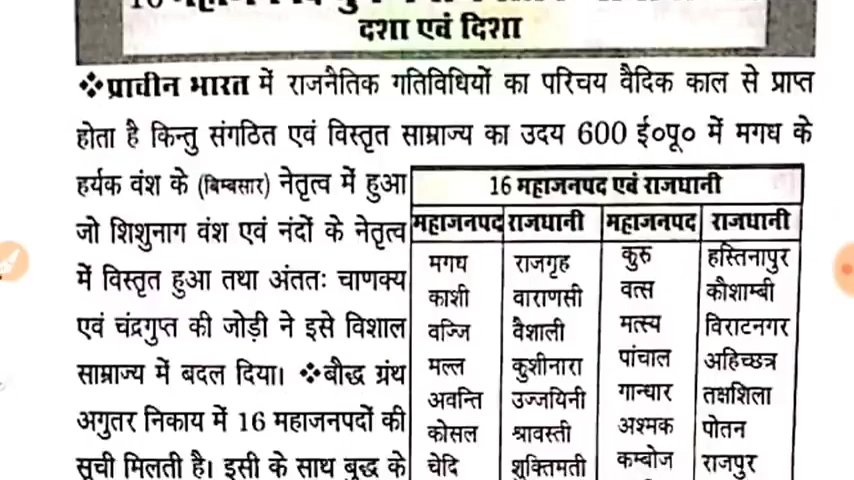 दशा एवं दिशा
❖प्राचीन भारत में राजनैतिक गतिविधियों का परिचय वैदिक काल से प्राप्त
होता है किन्तु संगठित एवं विस्तृत साम्राज्य का उदय 600 ई०पू० में मगध के
हर्यक वंश के (बिम्बसार) नेतृत्व में हुआ
जो शिशुनाग वंश एवं नंदों के नेतृत्व
में विस्तृत हुआ तथा अंततः चाणक्य
एवं चंद्रगुप्त की जोड़ी ने इसे विशाल
साम्राज्य में बदल दिया। ❖बौद्ध ग्रंथ
अगुतर निकाय में 16 महाजनपदों की
सूची मिलती है। इसी के साथ बुद्ध के
16 महाजनपद एवं राजधानी
महाजनपद राजधानी महाजनपद राजधानी
मगध राजगृह कुरु हस्तिनापुर
काशी वाराणसी वत्स कौशाम्बी
वज्जि वैशाली मत्स्य विराटनगर
मल्ल कुशीनारा पांचाल अहिच्छत्र
अवन्ति उज्जयिनी गान्धार तक्षशिला
कोसल श्रावस्ती अश्मक पोतन
चेदि शुक्तिमती कम्बोज राजपुर